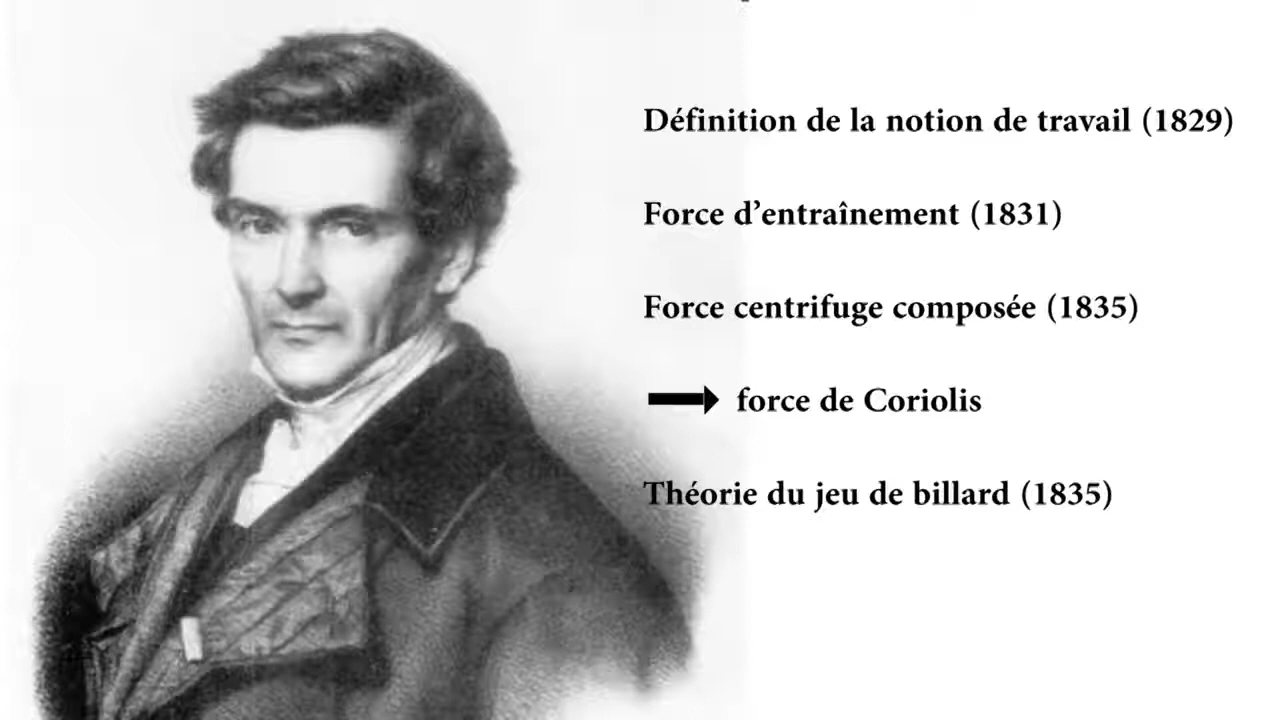 Définition de la notion de travail (1829)
Force d’entraînement (1831)
Force centrifuge composée (1835)
force de Coriolis
Théorie du jeu de billard (1835)